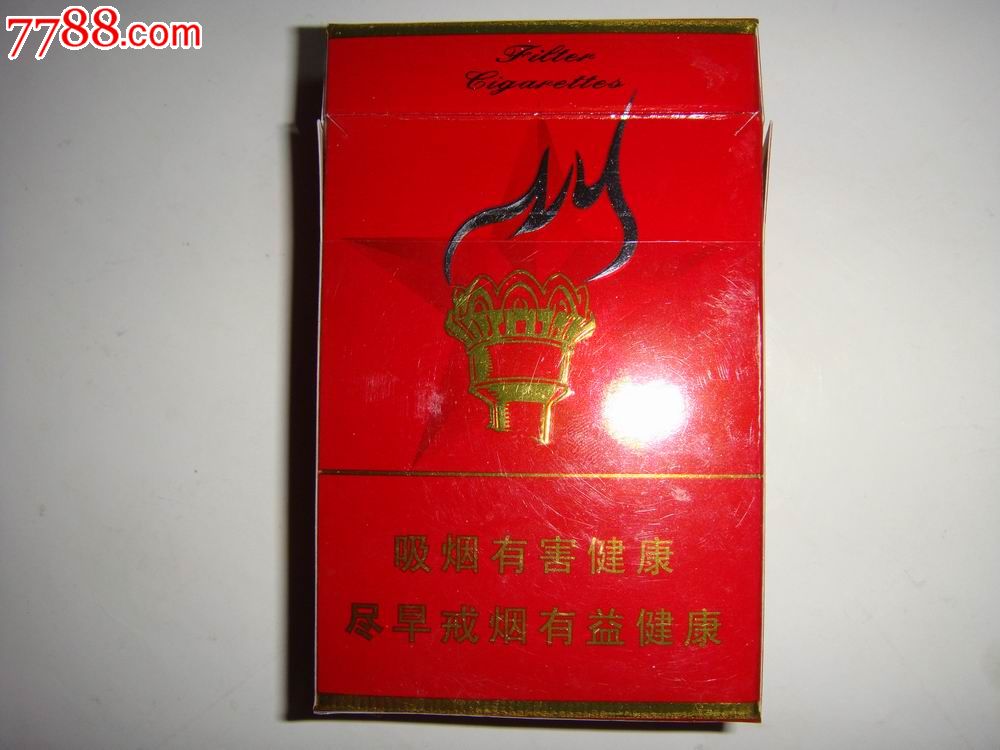 7788.com
Filter
Cigarettes
吸烟有害健康
尽早戒烟有益健康